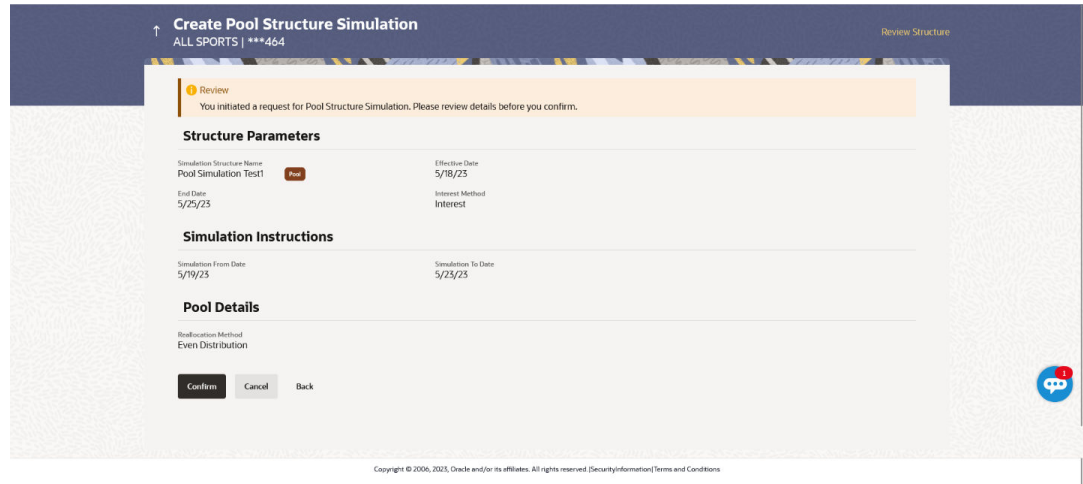 Create Pool Structure Simulation
ALL SPORTS | ***464
Review Structure
Review
You initiated a request for Pool Structure Simulation. Please review details before you confirm.
Structure Parameters
Simulation Structure Name
Pool Simulation Test1
Pool
Effective Date
5/18/23
End Date
5/25/23
Interest Method
Interest
Simulation Instructions
Simulation From Date
5/19/23
Simulation To Date
5/23/23
Pool Details
Reallocation Method
Even Distribution
Confirm Cancel Back
1
Copyright © 2006, 2023, Oracle and/or its affiliates. All rights reserved.|SecurityInformation|Terms and Conditions